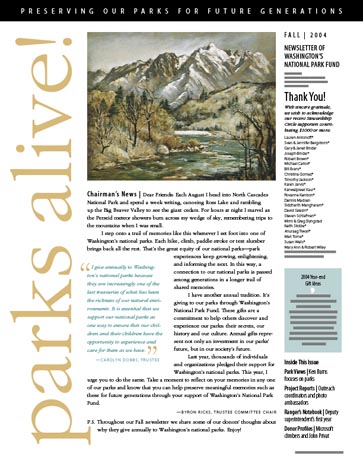 PRESERVING OUR PARKS FOR FUTURE GENERATIONS
parks alive!
FALL | 2004
NEWSLETTER OF
WASHINGTON'S
NATIONAL PARK FUND
Thank You!
With sincere gratitude,
we wish to acknowledge
our recent Stewardship
Circle supporters contri-
buting $1000 or more
Chairman's News | Dear Friends: Each August I head into North Cascades
National Park and spend a week writing, canoeing Ross Lake and rambling
up the Big Beaver Valley to see the giant cedars. For hours at night I marved as
the Perseid meteor showers burn across my wedge of sky, remembering trips to
the mountains when I was small.
I step onto a trail of memories like this whenever I set foot into one of
Washington's national parks. Each hike, climb, paddle stroke or tent slumber
brings back all the rest. That's the great equity of our national parks—park
experiences keep growing, enlightening,
and informing the next. In this way, a
connection to our national parks is passed
among generations in a longer trail of
shared memories.
I have another annual tradition. It's
giving to our parks through Washington's
National Park Fund. These gifts are a
commitment to help others discover and
experience our parks their secrets, our
history and our culture. Annual gifts repre-
sent not only an investment in our parks'
future, but in our society's future.
Last year, thousands of individuals
and organizations pledged their support for
Washington's national parks. This year, I
urge you to do the same. Take a moment to reflect on your memories in any one
of our parks and know that you can help preserve meaningful memories such as
these for future generations through your support of Washington's National Park
Fund.
—BYRON RICKS, TRUSTEE COMMITTEE CHAIR
P.S. Throughout our Fall newsletter we share some of our donors' thoughts about
why they give annually to Washington's national parks. Enjoy!
“ I give annually to Washing-
ton's national parks because
they are increasingly one of the
last vestiges of what has been
the richness of our natural envi-
ronments. It is essential that we
support our national parks as
one way to ensure that our chil-
dren and their children have the
opportunity to experience and
care for them as we have. ”
—CAROLYN DOBBS, TRUSTEE
2004 Year-end
Gift Ideas
Inside This Issue
Park Views | Ken Burns
focuses on parks
Project Reports | Outreach
coordinators and photo
ambassadors
Ranger's Notebook | Deputy
superintendent's first year
Donor Profiles | Microsoft
climbers and John Privat